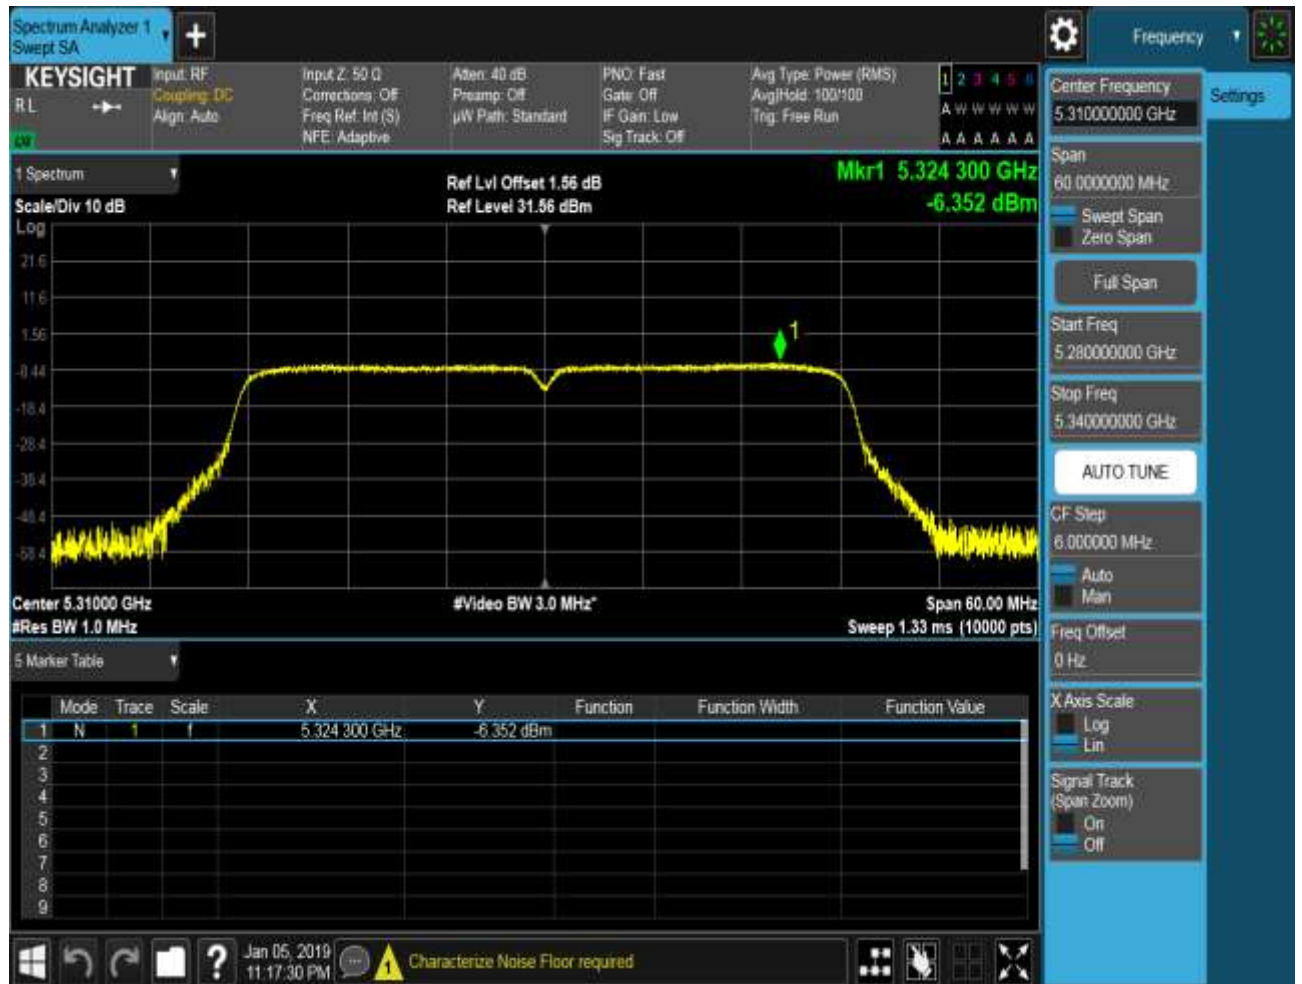 Spectrum Analyzer 1
Swept SA
+
Frequency
KEYSIGHT
RL
Input: RF
Coupling: DC
Align: Auto
Input Z: 50 Ω
Corrections: Off
Freq Ref: Int (S)
NFE: Adaptive
Atten: 40 dB
Preamp: Off
µW Path: Standard
PNO: Fast
Gate: Off
IF Gain: Low
Sig Track: Off
Avg Type: Power (RMS)
Avg|Hold: 100/100
Trig: Free Run
1 2 3 4 5 6
A W W W W W
A A A A A A
1 Spectrum
Scale/Div 10 dB
Ref Lvl Offset 1.56 dB
Ref Level 31.56 dBm
Mkr1 5.324 300 GHz
-6.352 dBm
Log
21.6
11.6
1.56
-8.44
-18.4
-28.4
-38.4
-48.4
-58.4
1
Center 5.31000 GHz
#Res BW 1.0 MHz
#Video BW 3.0 MHz*
Span 60.00 MHz
Sweep 1.33 ms (10000 pts)
5 Marker Table
Mode Trace Scale X Y Function Function Width Function Value
1 N 1 f 5.324 300 GHz -6.352 dBm
2
3
4
5
6
7
8
9
Jan 05, 2019
11:17:30 PM
Characterize Noise Floor required
Center Frequency
5.310000000 GHz
Settings
Span
60.0000000 MHz
Swept Span
Zero Span
Full Span
Start Freq
5.280000000 GHz
Stop Freq
5.340000000 GHz
AUTO TUNE
CF Step
6.000000 MHz
Auto
Man
Freq Offset
0 Hz
X Axis Scale
Log
Lin
Signal Track
(Span Zoom)
On
Off